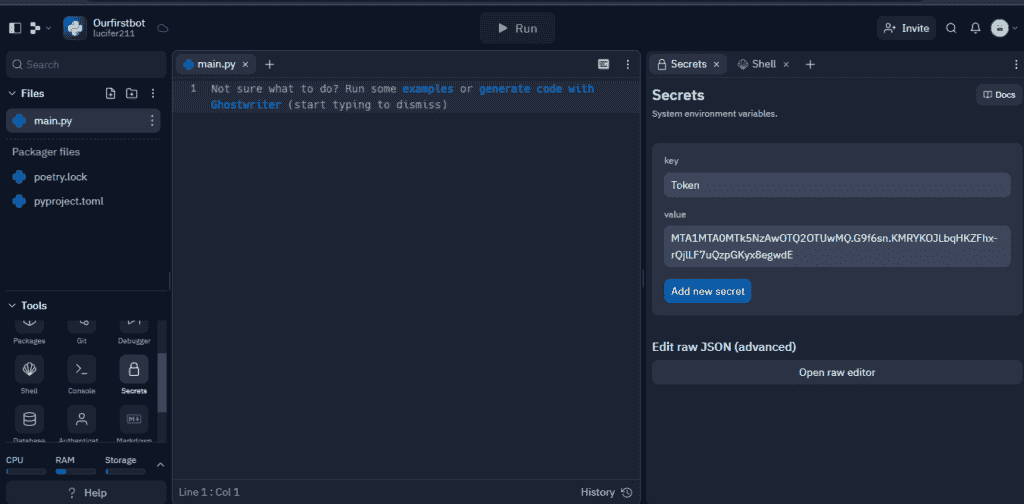 Ourfirstbot
lucifer211
Run
Invite
Search
Files
main.py
Packager files
poetry.lock
pyproject.toml
Tools
Packages Git Debugger
Shell Console Secrets
Database Authenticat Markdown
CPU RAM Storage
? Help
main.py × +
1 Not sure what to do? Run some examples or generate code with
Ghostwriter (start typing to dismiss)
Line 1 : Col 1
History
Secrets × Shell × +
Secrets
Docs
System environment variables.
key
Token
value
MTA1MTA0MTk5NzAwOTQ2OTUwMQ.G9f6sn.KMRYKOJLbqHKZFhx-
rQjlLF7uQzpGKyx8egwdE
Add new secret
Edit raw JSON (advanced)
Open raw editor